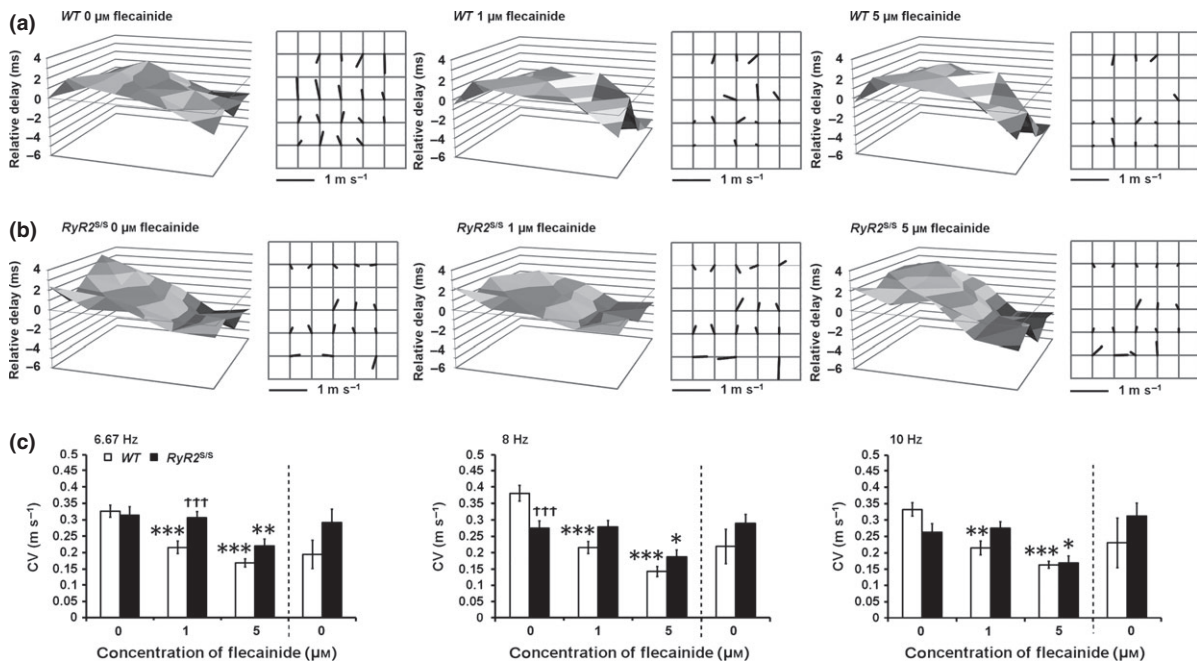 (a)
WT 0 μM flecainide
WT 1 μM flecainide
WT 5 μM flecainide
Relative delay (ms)
4
2
0
–2
–4
–6
1 m s⁻¹
Relative delay (ms)
4
2
0
–2
–4
–6
1 m s⁻¹
Relative delay (ms)
4
2
0
–2
–4
–6
1 m s⁻¹
(b)
RyR2S/S 0 μM flecainide
RyR2S/S 1 μM flecainide
RyR2S/S 5 μM flecainide
Relative delay (ms)
4
2
0
–2
–4
–6
1 m s⁻¹
Relative delay (ms)
4
2
0
–2
–4
–6
1 m s⁻¹
Relative delay (ms)
4
2
0
–2
–4
–6
1 m s⁻¹
(c)
6.67 Hz
WT RyR2S/S
CV (m s⁻¹)
0.5
0.45
0.4
0.35
0.3
0.25
0.2
0.15
0.1
0.05
0
*** ††† *** **
0 1 5 0
Concentration of flecainide (μM)
8 Hz
CV (m s⁻¹)
0.5
0.45
0.4
0.35
0.3
0.25
0.2
0.15
0.1
0.05
0
††† *** *** *
0 1 5 0
Concentration of flecainide (μM)
10 Hz
CV (m s⁻¹)
0.5
0.45
0.4
0.35
0.3
0.25
0.2
0.15
0.1
0.05
0
** *** *
0 1 5 0
Concentration of flecainide (μM)